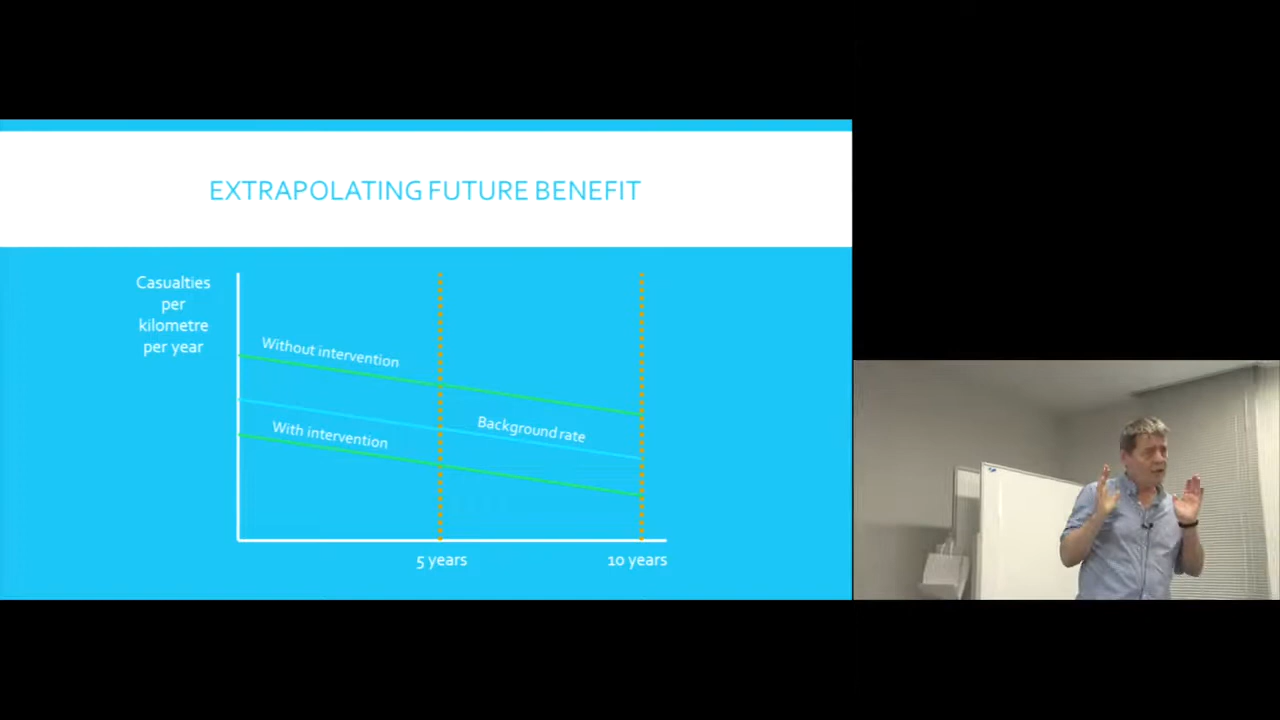 EXTRAPOLATING FUTURE BENEFIT
Casualties
per
kilometre
per year
Without intervention
Background rate
With intervention
5 years
10 years